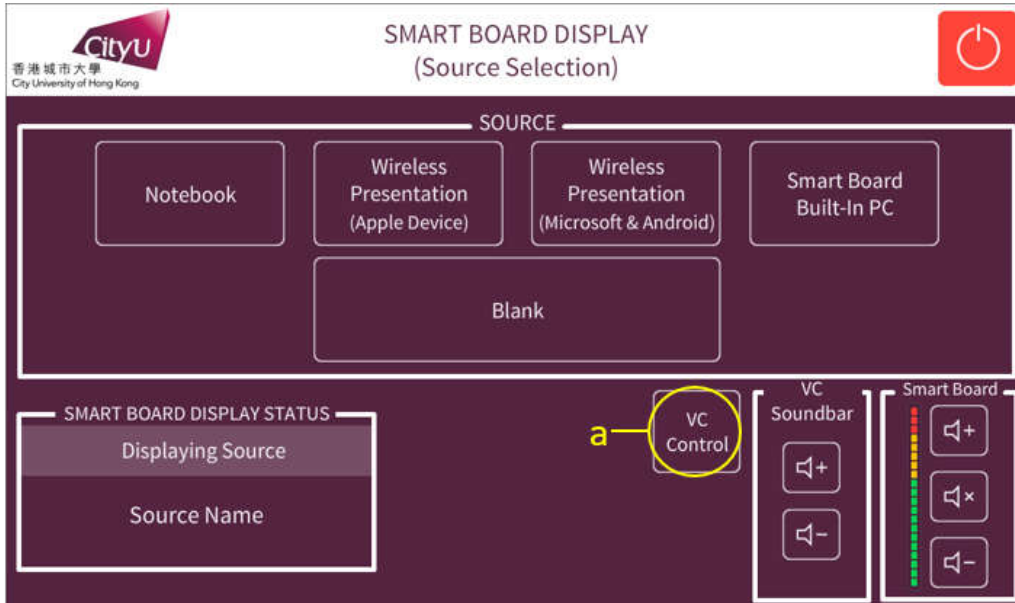 CityU
香港城市大學
City University of Hong Kong
SMART BOARD DISPLAY
(Source Selection)
SOURCE
Notebook
Wireless
Presentation
(Apple Device)
Wireless
Presentation
(Microsoft & Android)
Smart Board
Built-In PC
Blank
SMART BOARD DISPLAY STATUS
Displaying Source
Source Name
a
VC
Control
VC
Soundbar
Smart Board